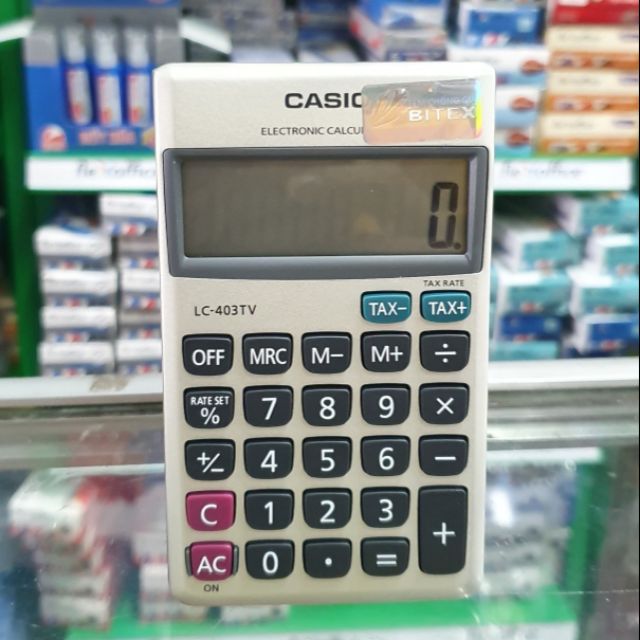 CASIO
BITEX
ELECTRONIC CALCU
0.
TAX RATE
LC-403TV TAX− TAX+
OFF MRC M− M+ ÷
RATE SET
% 7 8 9 ×
+/− 4 5 6 −
C 1 2 3 +
AC 0 . =
ON